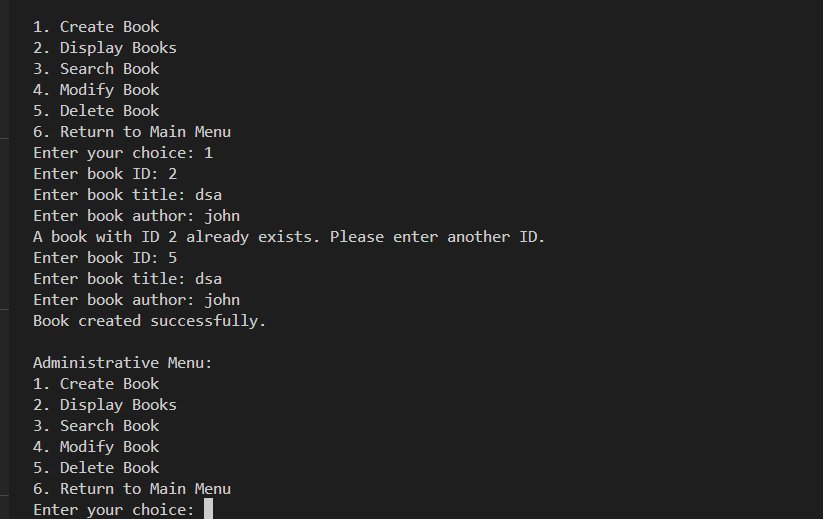 1. Create Book
2. Display Books
3. Search Book
4. Modify Book
5. Delete Book
6. Return to Main Menu
Enter your choice: 1
Enter book ID: 2
Enter book title: dsa
Enter book author: john
A book with ID 2 already exists. Please enter another ID.
Enter book ID: 5
Enter book title: dsa
Enter book author: john
Book created successfully.
Administrative Menu:
1. Create Book
2. Display Books
3. Search Book
4. Modify Book
5. Delete Book
6. Return to Main Menu
Enter your choice: